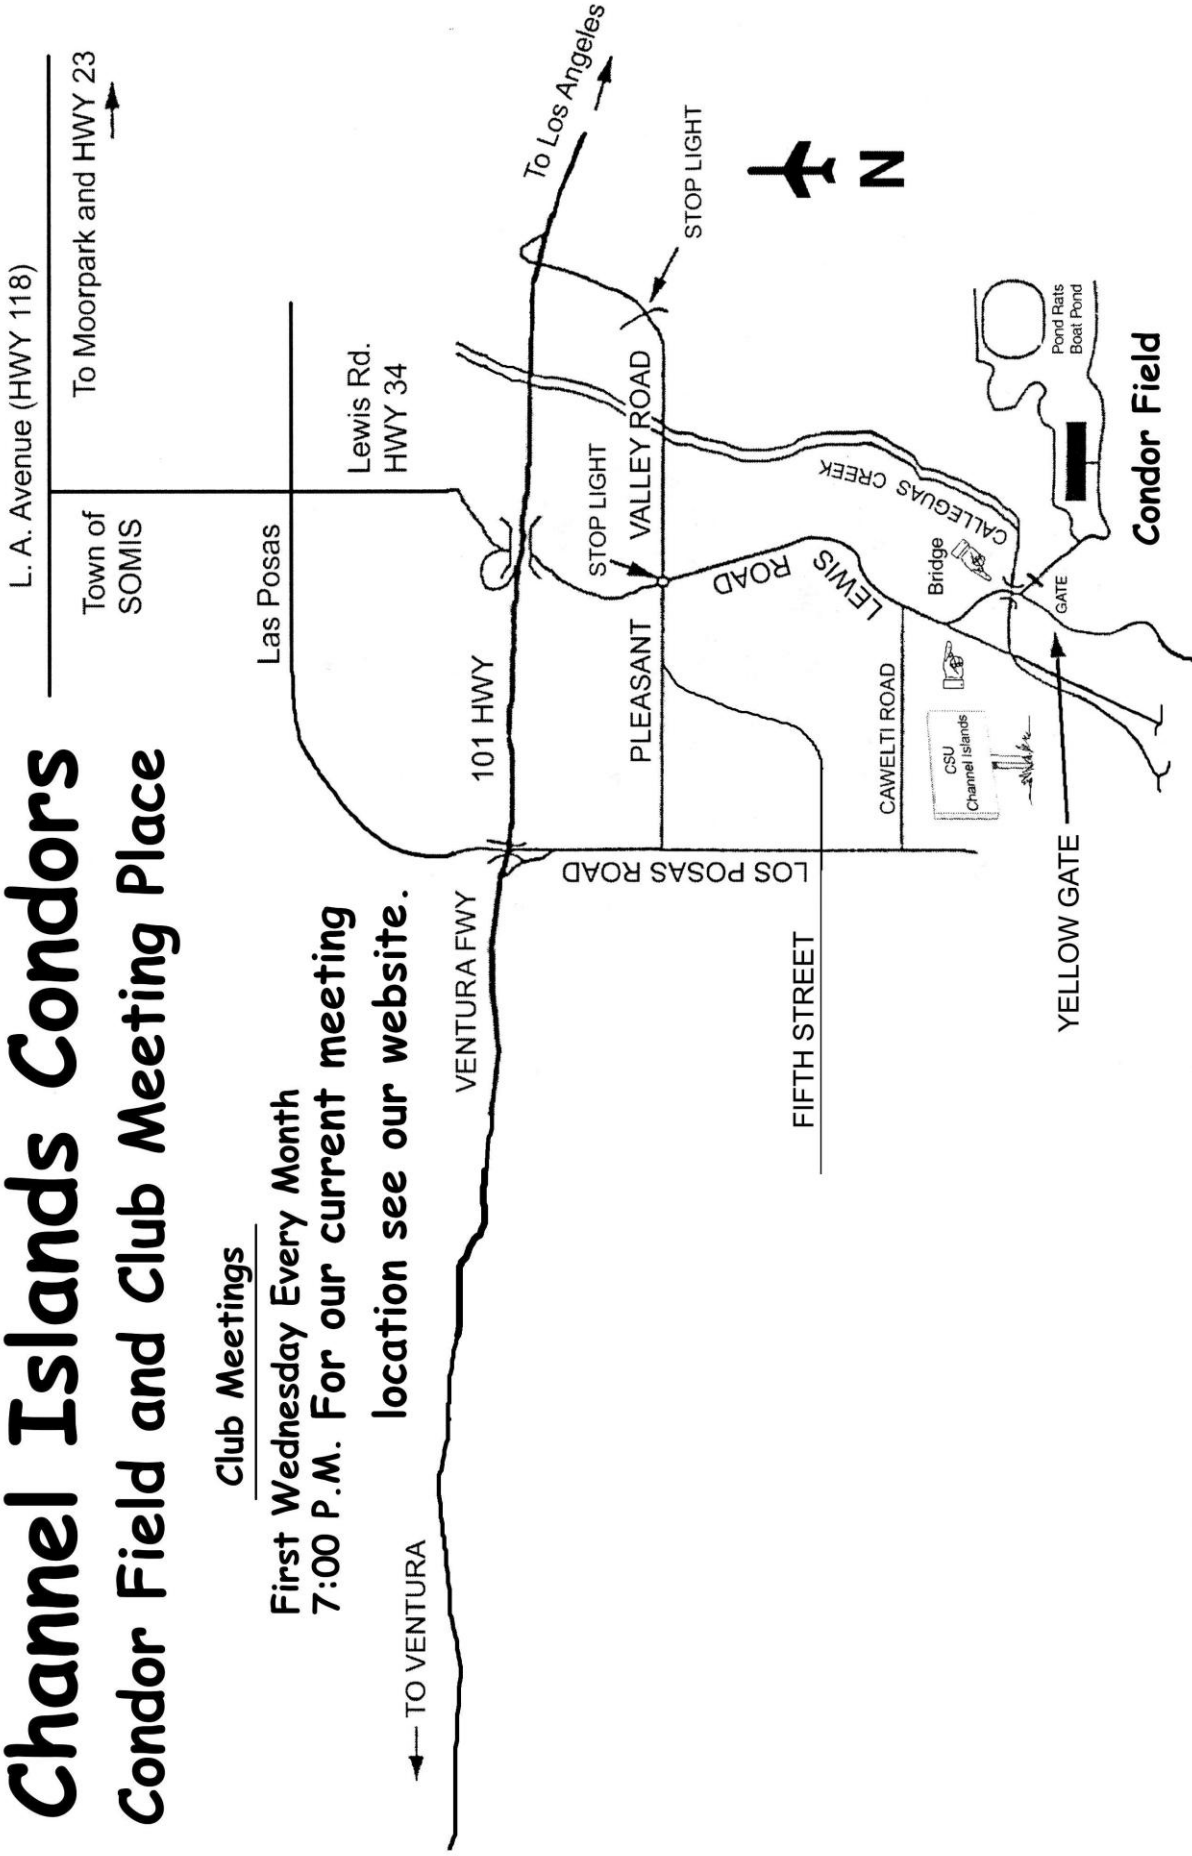 Channel Islands Condors
Condor Field and Club Meeting Place
L. A. Avenue (HWY 118)
To Moorpark and HWY 23
Town of
SOMIS
Las Posas
Lewis Rd.
HWY 34
Club Meetings
First Wednesday Every Month
7:00 P.M. For our current meeting
location see our website.
TO VENTURA
VENTURA FWY
101 HWY
To Los Angeles
STOP LIGHT
STOP LIGHT
PLEASANT VALLEY ROAD
LOS POSAS ROAD
LEWIS ROAD
CALLEGUAS CREEK
N
FIFTH STREET
CAWELTI ROAD
Bridge
CSU
Channel Islands
GATE
YELLOW GATE
Pond Rats
Boat Pond
Condor Field